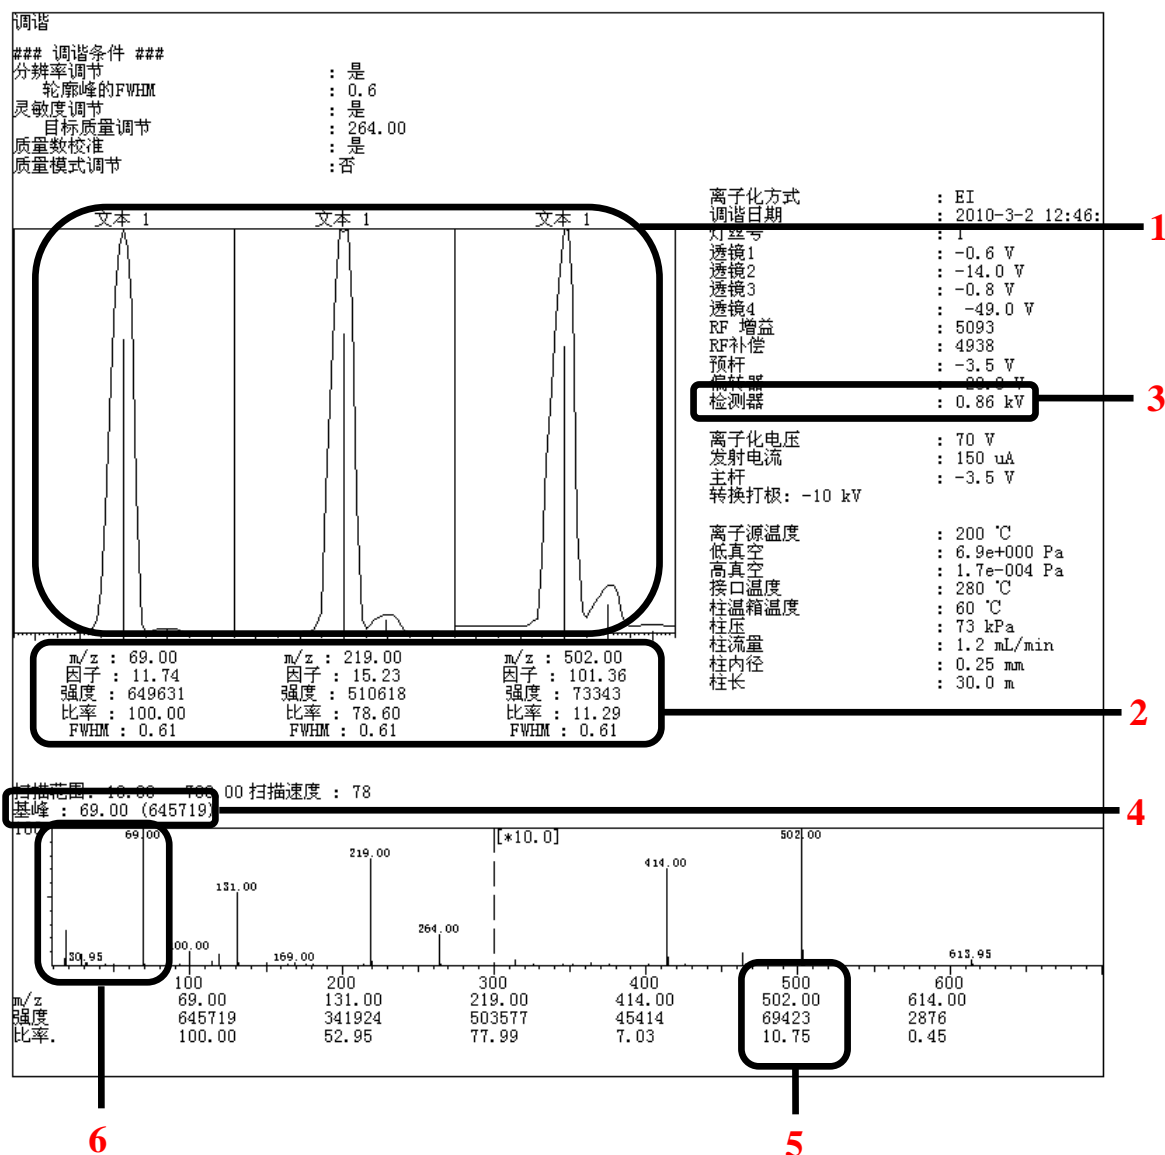 调谐
### 调谐条件 ###
分辨率调节 : 是
轮廓峰的FWHM : 0.6
灵敏度调节 : 是
目标质量调节 : 264.00
质量数校准 : 是
质量模式调节 :否
离子化方式 : EI
调谐日期 : 2010-3-2 12:46:
灯丝号 : 1
透镜1 : -0.6 V
透镜2 : -14.0 V
透镜3 : -0.8 V
透镜4 : -49.0 V
RF 增益 : 5093
RF补偿 : 4938
预杆 : -3.5 V
偏转器
检测器 : 0.86 kV
离子化电压 : 70 V
发射电流 : 150 uA
主杆 : -3.5 V
转换打极: -10 kV
离子源温度 : 200 ℃
低真空 : 6.9e+000 Pa
高真空 : 1.7e-004 Pa
接口温度 : 280 ℃
柱温箱温度 : 60 ℃
柱压 : 73 kPa
柱流量 : 1.2 mL/min
柱内径 : 0.25 mm
柱长 : 30.0 m
文本 1 文本 1 文本 1
1
3
m/z : 69.00 m/z : 219.00 m/z : 502.00
因子 : 11.74 因子 : 15.23 因子 : 101.36
强度 : 649631 强度 : 510618 强度 : 73343
比率 : 100.00 比率 : 78.60 比率 : 11.29
FWHM : 0.61 FWHM : 0.61 FWHM : 0.61
2
扫描范围: 00 扫描速度 : 78
基峰 : 69.00 (645719)
4
100 69.00 [*10.0] 502.00
219.00
414.00
131.00
264.00
30.95 100.00 169.00 613.95
100 200 300 400 500 600
m/z 69.00 131.00 219.00 414.00 502.00 614.00
强度 645719 341924 503577 45414 69423 2876
比率. 100.00 52.95 77.99 7.03 10.75 0.45
6
5